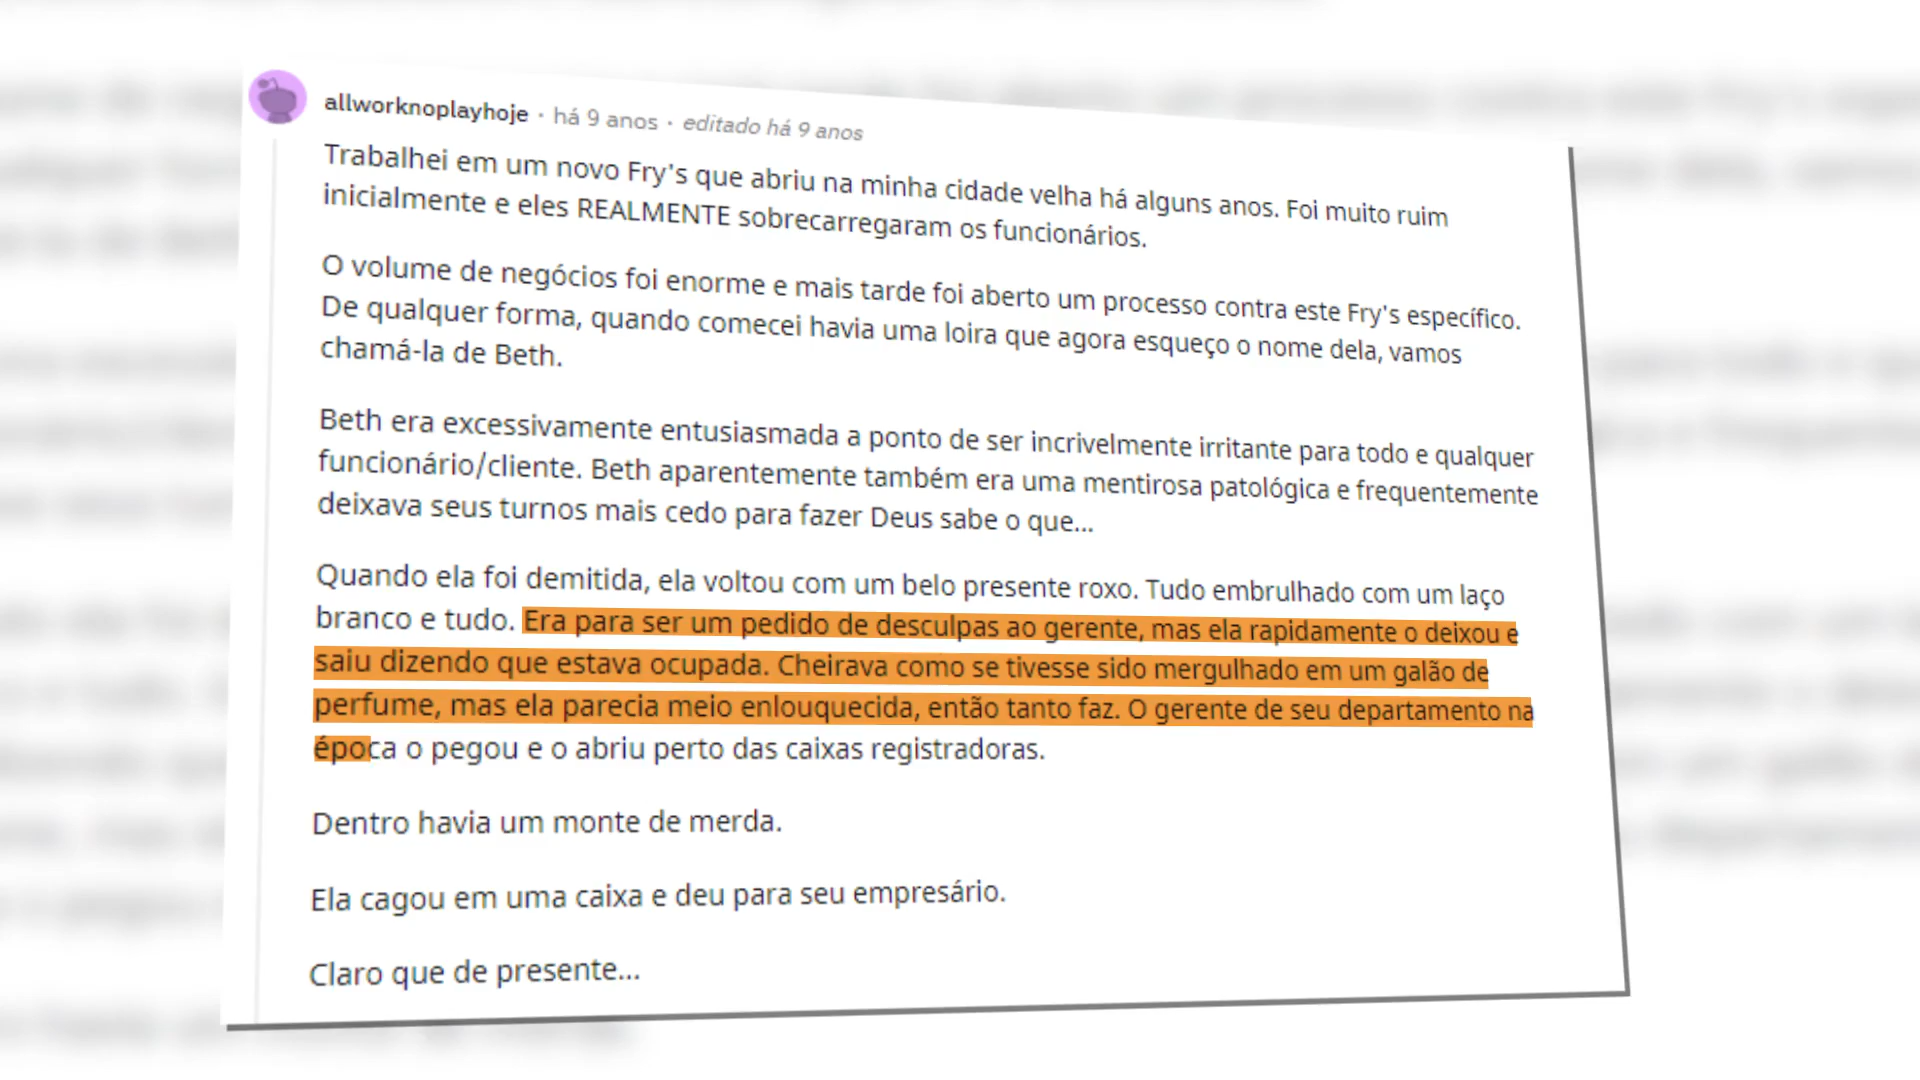 allworknoplayhoje · há 9 anos · editado há 9 anos
Trabalhei em um novo Fry's que abriu na minha cidade velha há alguns anos. Foi muito ruim
inicialmente e eles REALMENTE sobrecarregaram os funcionários.
O volume de negócios foi enorme e mais tarde foi aberto um processo contra este Fry's específico.
De qualquer forma, quando comecei havia uma loira que agora esqueço o nome dela, vamos
chamá-la de Beth.
Beth era excessivamente entusiasmada a ponto de ser incrivelmente irritante para todo e qualquer
funcionário/cliente. Beth aparentemente também era uma mentirosa patológica e frequentemente
deixava seus turnos mais cedo para fazer Deus sabe o que...
Quando ela foi demitida, ela voltou com um belo presente roxo. Tudo embrulhado com um laço
branco e tudo. Era para ser um pedido de desculpas ao gerente, mas ela rapidamente o deixou e
saiu dizendo que estava ocupada. Cheirava como se tivesse sido mergulhado em um galão de
perfume, mas ela parecia meio enlouquecida, então tanto faz. O gerente de seu departamento na
época o pegou e o abriu perto das caixas registradoras.
Dentro havia um monte de merda.
Ela cagou em uma caixa e deu para seu empresário.
Claro que de presente...